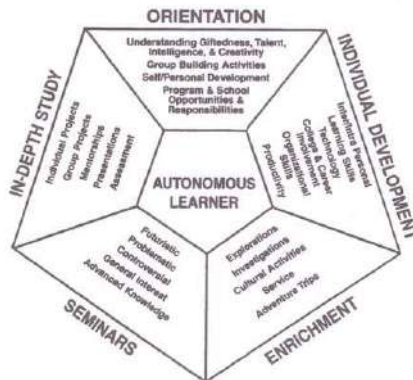 ORIENTATION
Understanding Giftedness, Talent,
Intelligence, & Creativity
Group Building Activities
Self/Personal Development
Program & School
Opportunities &
Responsibilities
INDIVIDUAL DEVELOPMENT
Inter/Intra Personal
Learning Skills
Technology
College & Career
Involvement
Organizational
Skills
Productivity
ENRICHMENT
Explorations
Investigations
Cultural Activities
Service
Adventure Trips
SEMINARS
Futuristic
Problematic
Controversial
General Interest
Advanced Knowledge
IN-DEPTH STUDY
Individual Projects
Group Projects
Mentorships
Presentations
Assessment
AUTONOMOUS
LEARNER